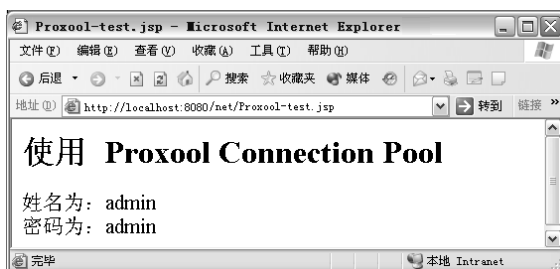 Proxool-test.jsp - Microsoft Internet Explorer
文件(F) 编辑(E) 查看(V) 收藏(A) 工具(T) 帮助(H)
后退 搜索 收藏夹 媒体
地址(D) http://localhost:8080/net/Proxool-test.jsp 转到 链接 »
使用 Proxool Connection Pool
姓名为：admin
密码为：admin
完毕 本地 Intranet